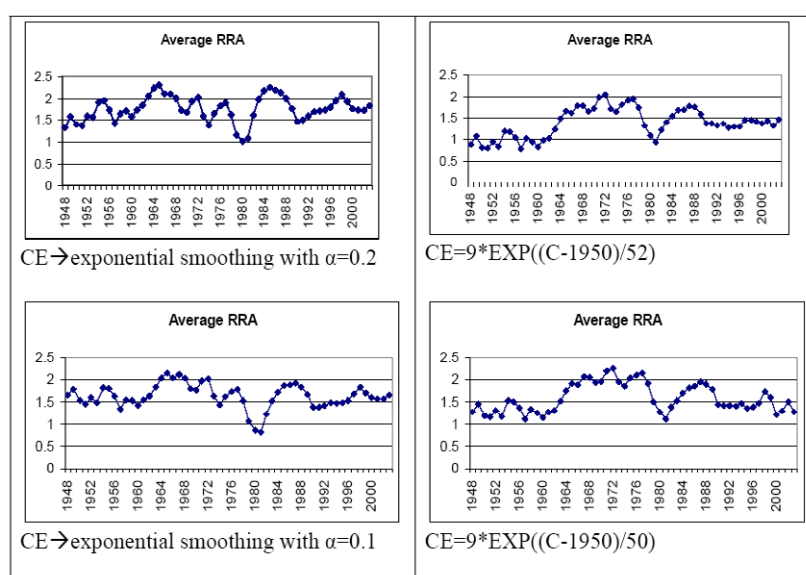 Average RRA
2.5
2
1.5
1
0.5
0
1948 1952 1956 1960 1964 1968 1972 1976 1980 1984 1988 1992 1996 2000
CE→exponential smoothing with α=0.2
Average RRA
2.5
2
1.5
1
0.5
0
1948 1952 1956 1960 1964 1968 1972 1976 1980 1984 1988 1992 1996 2000
CE=9*EXP((C-1950)/52)
Average RRA
2.5
2
1.5
1
0.5
0
1948 1952 1956 1960 1964 1968 1972 1976 1980 1984 1988 1992 1996 2000
CE→exponential smoothing with α=0.1
Average RRA
2.5
2
1.5
1
0.5
0
1948 1952 1956 1960 1964 1968 1972 1976 1980 1984 1988 1992 1996 2000
CE=9*EXP((C-1950)/50)